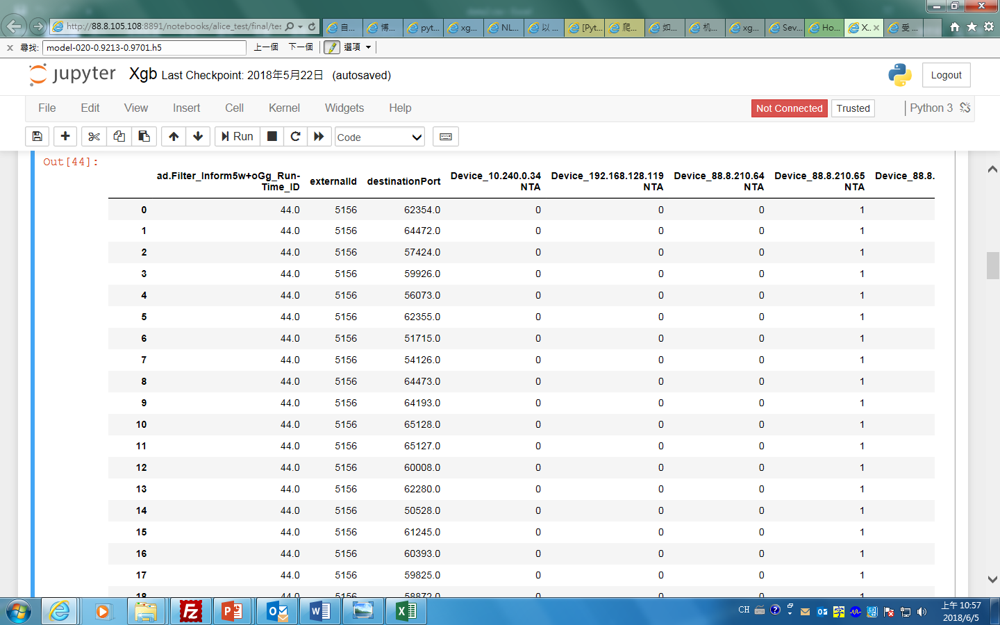 http://88.8.105.108:8891/notebooks/alice_test/final/tes
自... 博... pyt... xg... NL... 以 ... [Pyt... 爬... 如... 机... xg... Sev... Ho... X... 受 ...
x 尋找: model-020-0.9213-0.9701.h5 上一個 下一個 選項
jupyter Xgb Last Checkpoint: 2018年5月22日 (autosaved) Logout
File Edit View Insert Cell Kernel Widgets Help Not Connected Trusted Python 3
Run Code
Out[44]:
ad.Filter_Inform5w+oGg_Run-Time_ID externalId destinationPort Device_10.240.0.34 NTA Device_192.168.128.119 NTA Device_88.8.210.64 NTA Device_88.8.210.65 NTA Device_88.8.
0 44.0 5156 62354.0 0 0 0 1
1 44.0 5156 64472.0 0 0 0 1
2 44.0 5156 57424.0 0 0 0 1
3 44.0 5156 59926.0 0 0 0 1
4 44.0 5156 56073.0 0 0 0 1
5 44.0 5156 62355.0 0 0 0 1
6 44.0 5156 51715.0 0 0 0 1
7 44.0 5156 54126.0 0 0 0 1
8 44.0 5156 64473.0 0 0 0 1
9 44.0 5156 64193.0 0 0 0 1
10 44.0 5156 65128.0 0 0 0 1
11 44.0 5156 65127.0 0 0 0 1
12 44.0 5156 60008.0 0 0 0 1
13 44.0 5156 62280.0 0 0 0 1
14 44.0 5156 50528.0 0 0 0 1
15 44.0 5156 61245.0 0 0 0 1
16 44.0 5156 60393.0 0 0 0 1
17 44.0 5156 59825.0 0 0 0 1
18 44.0 5156 58872.0 0 0 0 1
CH 上午 10:57
2018/6/5